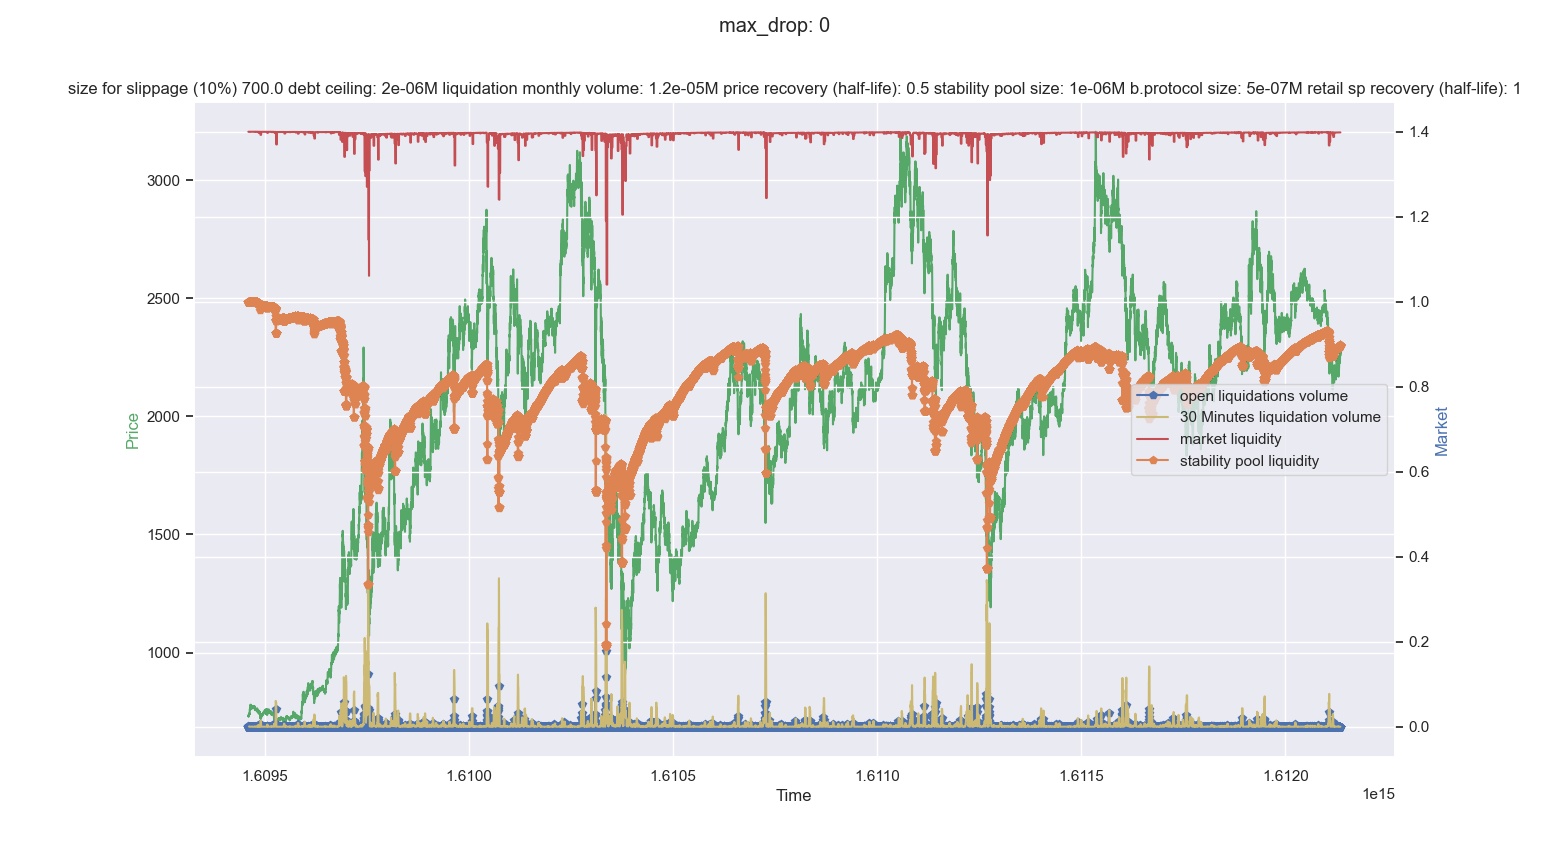 max_drop: 0
size for slippage (10%) 700.0 debt ceiling: 2e-06M liquidation monthly volume: 1.2e-05M price recovery (half-life): 0.5 stability pool size: 1e-06M b.protocol size: 5e-07M retail sp recovery (half-life): 1
3000
2500
2000
1500
1000
Price
1.4
1.2
1.0
0.8
0.6
0.4
0.2
0.0
Market
open liquidations volume
30 Minutes liquidation volume
market liquidity
stability pool liquidity
1.6095
1.6100
1.6105
1.6110
1.6115
1.6120
1e15
Time